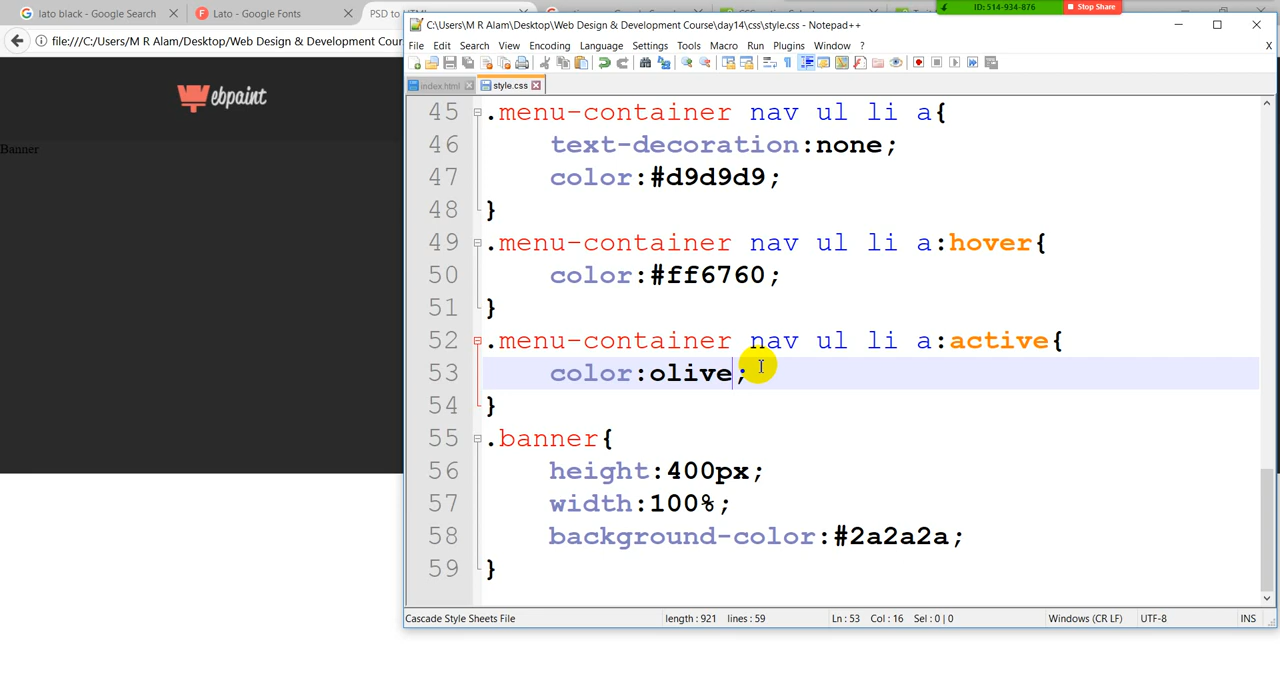 lato black - Google Search
Lato - Google Fonts
PSD to
ID: 514-934-876
Stop Share
file:///C:/Users/M R Alam/Desktop/Web Design & Development Cour
C:\Users\M R Alam\Desktop\Web Design & Development Course\day14\css\style.css - Notepad++
File Edit Search View Encoding Language Settings Tools Macro Run Plugins Window ? X
index.html
style.css
ebpaint
Banner
45 .menu-container nav ul li a{
46 text-decoration:none;
47 color:#d9d9d9;
48 }
49 .menu-container nav ul li a:hover{
50 color:#ff6760;
51 }
52 .menu-container nav ul li a:active{
53 color:olive;
54 }
55 .banner{
56 height:400px;
57 width:100%;
58 background-color:#2a2a2a;
59 }
Cascade Style Sheets File length : 921 lines : 59 Ln : 53 Col : 16 Sel : 0 | 0 Windows (CR LF) UTF-8 INS